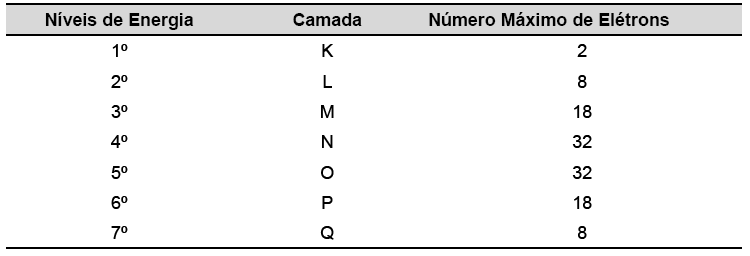 Níveis de Energia Camada Número Máximo de Elétrons
1º K 2
2º L 8
3º M 18
4º N 32
5º O 32
6º P 18
7º Q 8